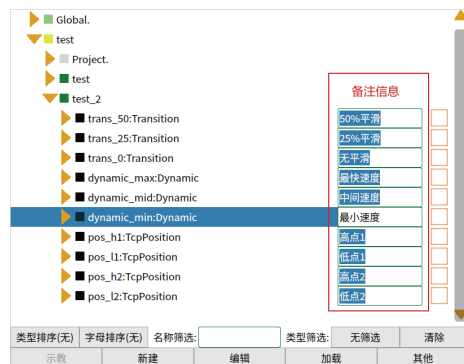 Global.
test
Project.
备注信息
test
test_2
trans_50:Transition 50%平滑
trans_25:Transition 25%平滑
trans_0:Transition 无平滑
dynamic_max:Dynamic 最快速度
dynamic_mid:Dynamic 中间速度
dynamic_min:Dynamic 最小速度
pos_h1:TcpPosition 高点1
pos_l1:TcpPosition 低点1
pos_h2:TcpPosition 高点2
pos_l2:TcpPosition 低点2
类型排序(无) 字母排序(无) 名称筛选: 类型筛选: 无筛选 清除
示教 新建 编辑 加载 其他